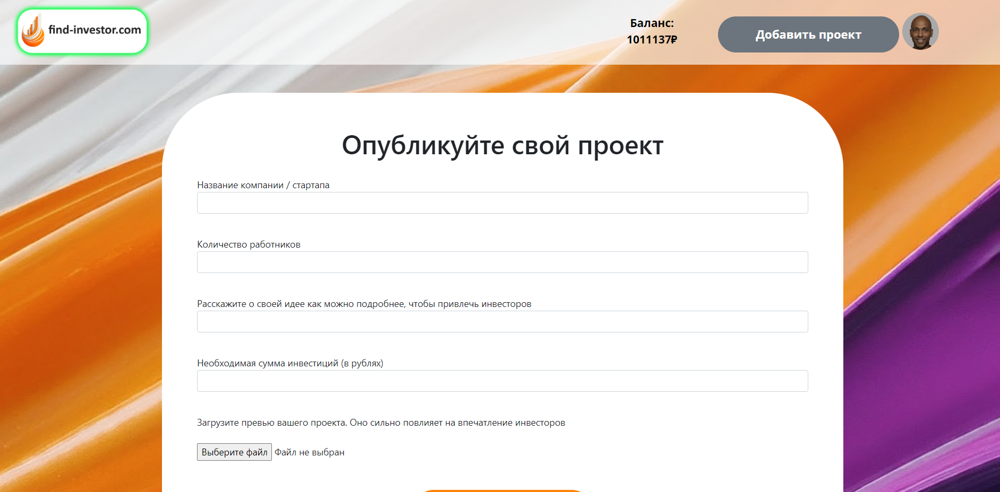 find-investor.com
Баланс:
1011137₽
Добавить проект
Опубликуйте свой проект
Название компании / стартапа
Количество работников
Расскажите о своей идее как можно подробнее, чтобы привлечь инвесторов
Необходимая сумма инвестиций (в рублях)
Загрузите превью вашего проекта. Оно сильно повлияет на впечатление инвесторов
Выберите файл Файл не выбран